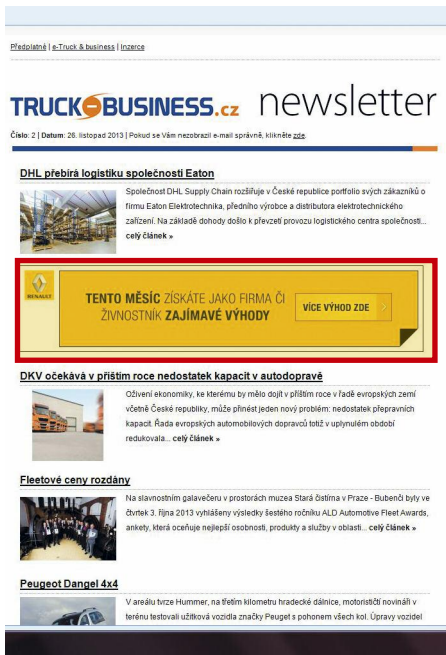 Předplatné | e-Truck & business | Inzerce
TRUCK BUSINESS.cz newsletter
Číslo: 2 | Datum: 26. listopad 2013 | Pokud se Vám nezobrazil e-mail správně, klikněte zde.
DHL přebírá logistiku společnosti Eaton
Společnost DHL Supply Chain rozšiřuje v České republice portfolio svých zákazníků o
firmu Eaton Elektrotechnika, předního výrobce a distributora elektrotechnického
zařízení. Na základě dohody došlo k převzetí provozu logistického centra společnosti...
celý článek »
RENAULT
TENTO MĚSÍC ZÍSKÁTE JAKO FIRMA ČI
ŽIVNOSTNÍK ZAJÍMAVÉ VÝHODY
VÍCE VÝHOD ZDE
DKV očekává v příštím roce nedostatek kapacit v autodopravě
Oživení ekonomiky, ke kterému by mělo dojít v příštím roce v řadě evropských zemí
včetně České republiky, může přinést jeden nový problém: nedostatek přepravních
kapacit. Řada evropských automobilových dopravců totiž v uplynulém období
redukovala... celý článek »
Fleetové ceny rozdány
Na slavnostním galavečeru v prostorách muzea Stará čistírna v Praze - Bubenči byly ve
čtvrtek 3. října 2013 vyhlášeny výsledky šestého ročníku ALD Automotive Fleet Awards,
ankety, která oceňuje nejlepší osobnosti, produkty a služby v oblasti... celý článek »
Peugeot Dangel 4x4
V areálu tvrze Hummer, na třetím kilometru hradecké dálnice, motorističtí novináři v
terénu testovali užitková vozidla značky Peuget s pohonem všech kol. Úpravy vozidel